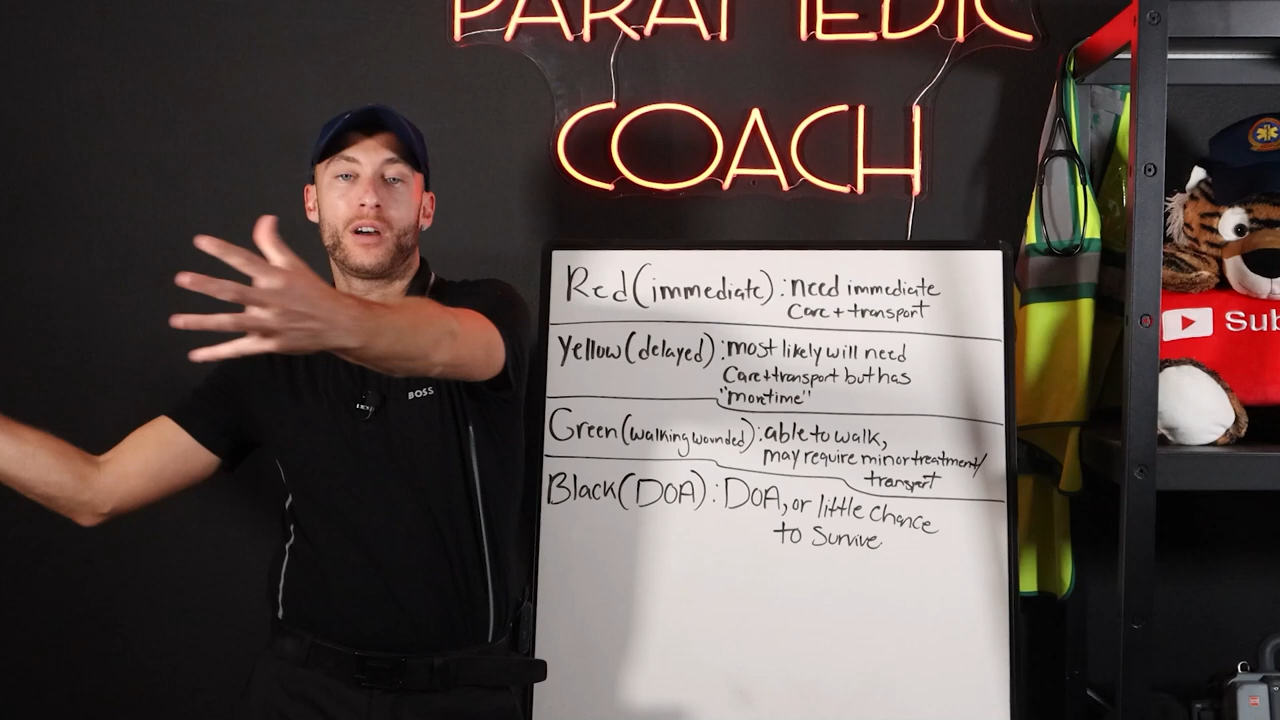 PARAMEDIC
COACH
BOSS
Sub
Red (immediate): need immediate
Care + transport
Yellow (delayed): most likely will need
Care + transport but has
"more time"
Green (walking wounded): able to walk,
may require minor treatment/
transport
Black (DOA): DOA, or little chance
to Survive